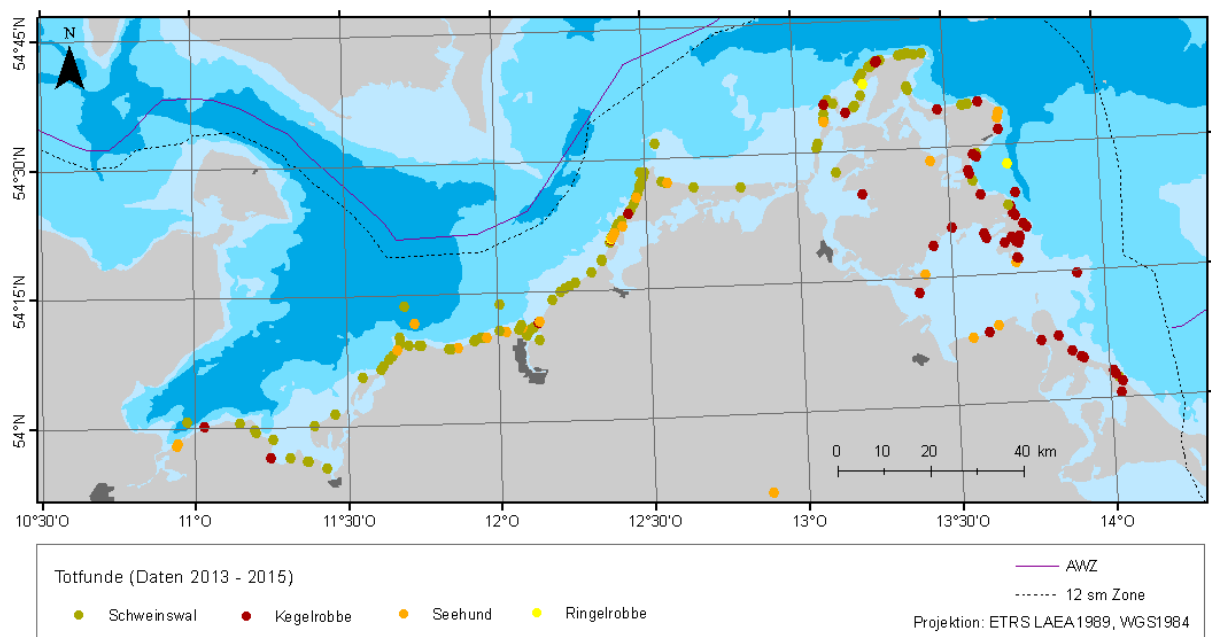 N
54°45'N
54°30'N
54°15'N
54°N
0 10 20 40 km
10°30'O 11°O 11°30'O 12°O 12°30'O 13°O 13°30'O 14°O
Totfunde (Daten 2013 - 2015)
Schweinswal Kegelrobbe Seehund Ringelrobbe
AWZ
12 sm Zone
Projektion: ETRS LAEA1989, WGS1984